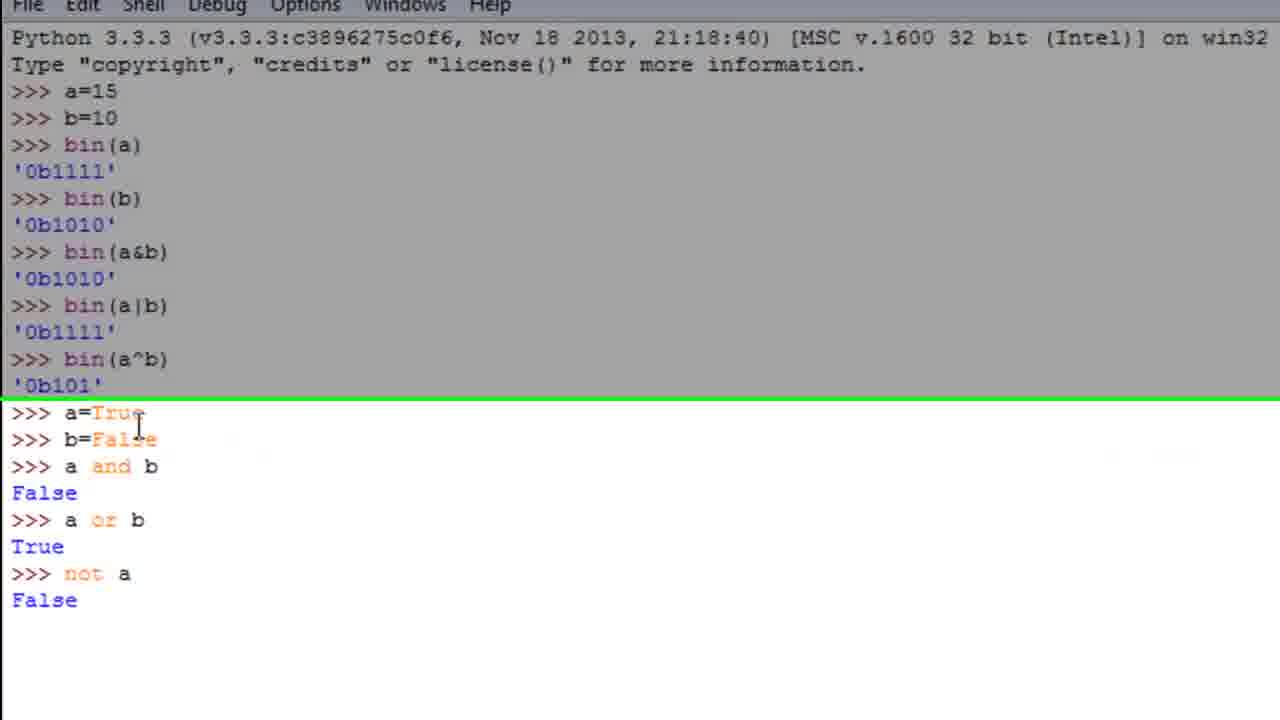 File Edit Shell Debug Options Windows Help
Python 3.3.3 (v3.3.3:c3896275c0f6, Nov 18 2013, 21:18:40) [MSC v.1600 32 bit (Intel)] on win32
Type "copyright", "credits" or "license()" for more information.
>>> a=15
>>> b=10
>>> bin(a)
'0b1111'
>>> bin(b)
'0b1010'
>>> bin(a&b)
'0b1010'
>>> bin(a|b)
'0b1111'
>>> bin(a^b)
'0b101'
>>> a=True
>>> b=False
>>> a and b
False
>>> a or b
True
>>> not a
False